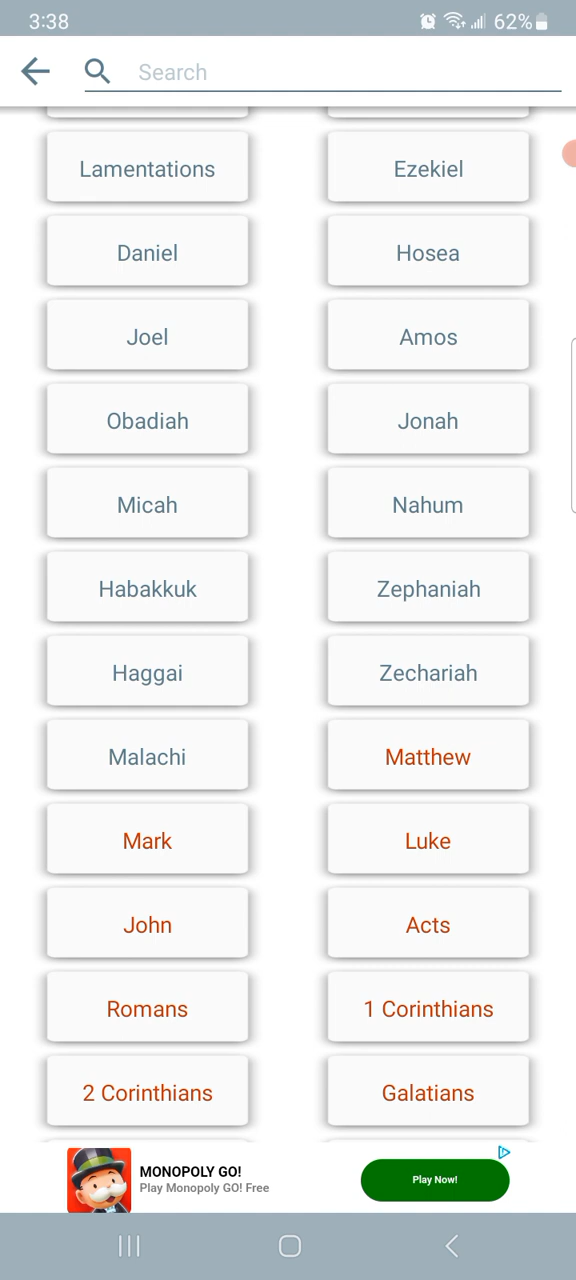 3:38
62%
Search
Lamentations
Ezekiel
Daniel
Hosea
Joel
Amos
Obadiah
Jonah
Micah
Nahum
Habakkuk
Zephaniah
Haggai
Zechariah
Malachi
Matthew
Mark
Luke
John
Acts
Romans
1 Corinthians
2 Corinthians
Galatians
MONOPOLY GO!
Play Monopoly GO! Free
Play Now!